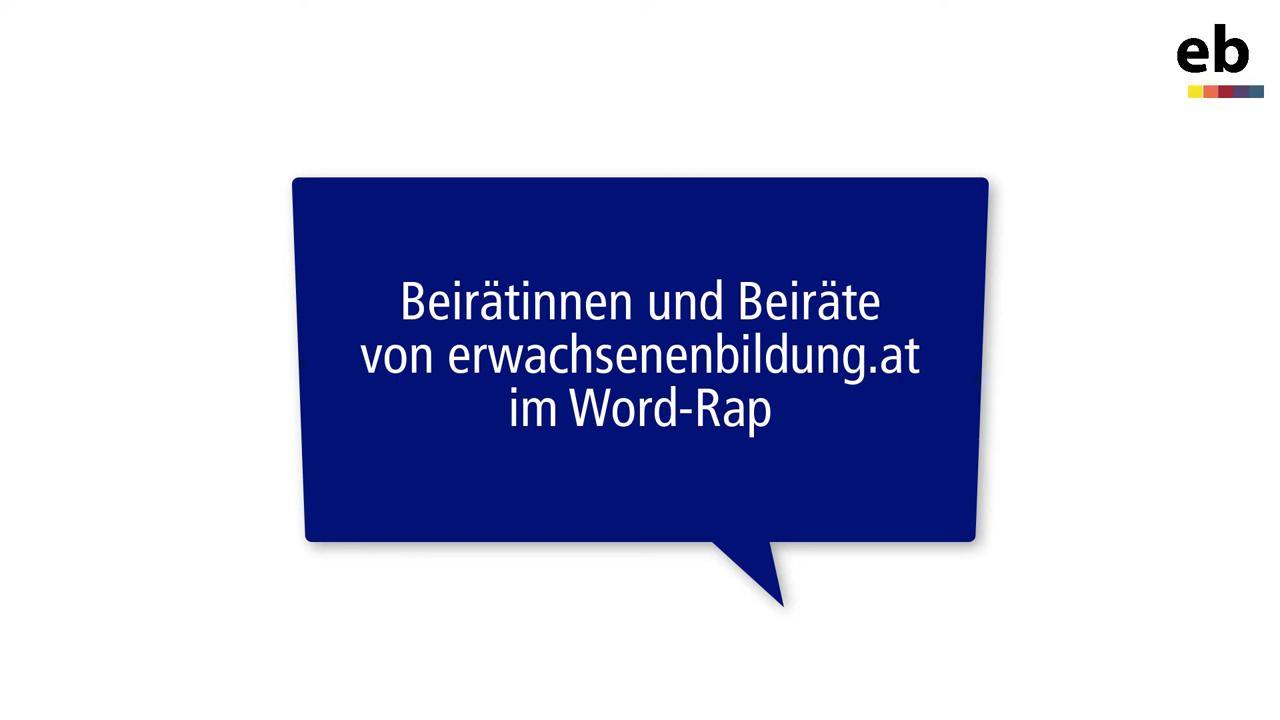 eb
Beirätinnen und Beiräte
von erwachsenenbildung.at
im Word-Rap